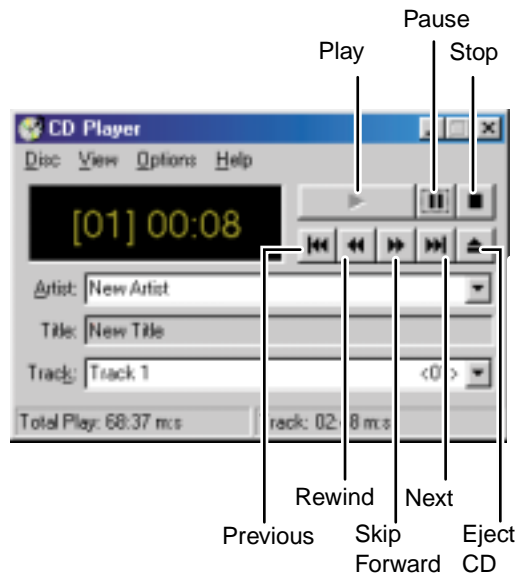 Pause
Play
Stop
CD Player
Disc View Options Help
[01] 00:08
Artist: New Artist
Title: New Title
Track: Track 1
Total Play: 68:37 m:s
Rewind
Next
Previous
Skip
Forward
Eject
CD